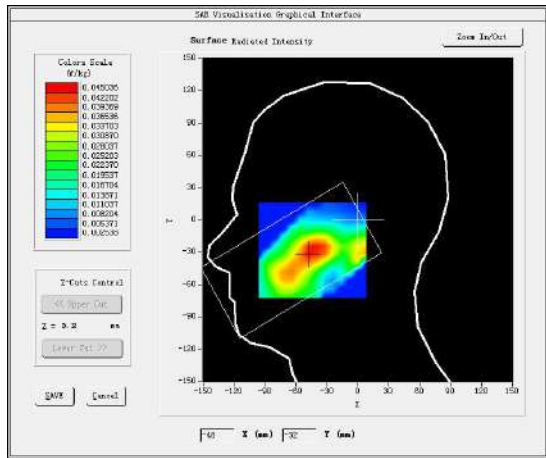 SAR Visualisation Graphical Interface
Surface Radiated Intensity
Zoom In/Out
Colors Scale
(W/kg)
0.045036
0.042202
0.039369
0.036536
0.033703
0.030870
0.028037
0.025203
0.022370
0.019537
0.016704
0.013871
0.011037
0.008204
0.005371
0.002538
150
120
90
60
30
0
-30
-60
-90
-120
-150
Y
-150 -120 -90 -60 -30 0 30 60 90 120 150
X
Z-Cuts Control
<< Upper Cut
Z = 0.2 mm
Lower Cut >>
SAVE Cancel
-48 X (mm) -32 Y (mm)